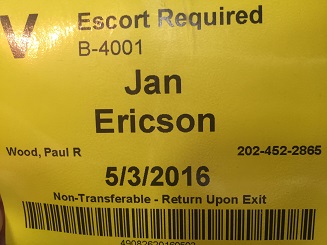 V Escort Required
B-4001
Jan
Ericson
Wood, Paul R 202-452-2865
5/3/2016
Non-Transferable - Return Upon Exit